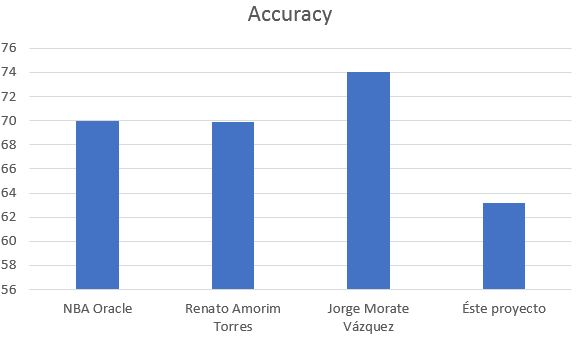 Accuracy
76
74
72
70
68
66
64
62
60
58
56
NBA Oracle
Renato Amorim
Torres
Jorge Morate
Vázquez
Éste proyecto